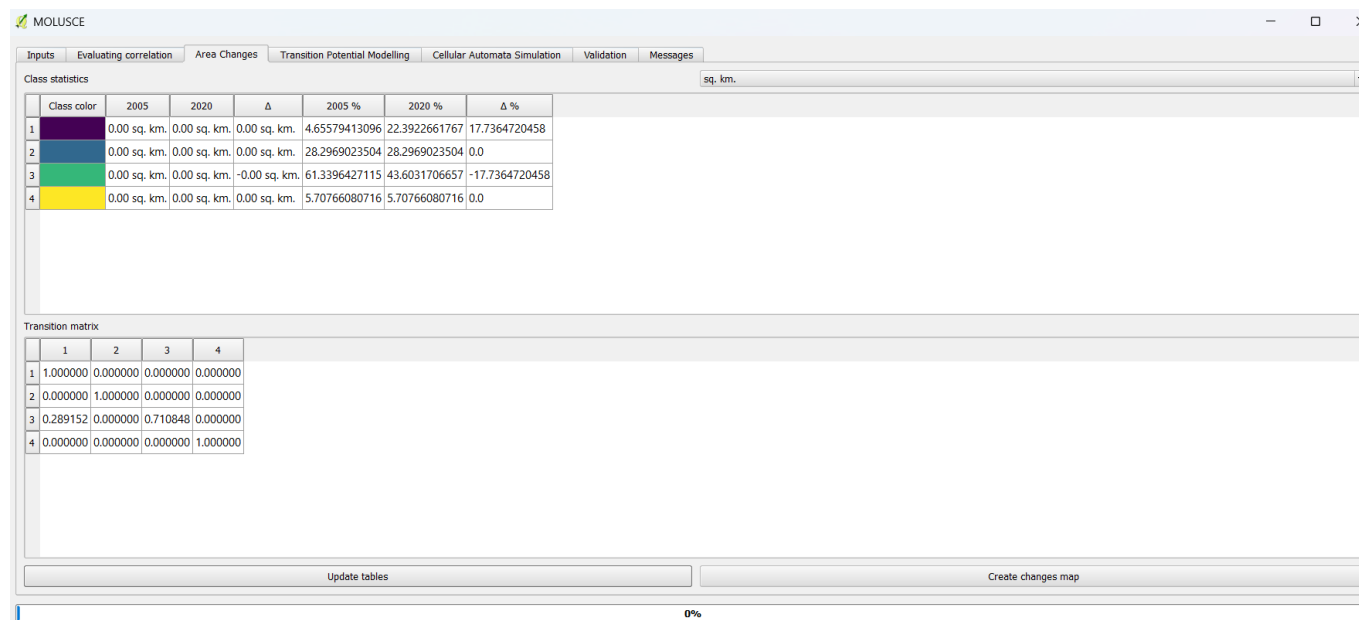 MOLUSCE
Inputs Evaluating correlation Area Changes Transition Potential Modelling Cellular Automata Simulation Validation Messages
Class statistics sq. km.
Class color 2005 2020 Δ 2005 % 2020 % Δ %
1 0.00 sq. km. 0.00 sq. km. 0.00 sq. km. 4.65579413096 22.3922661767 17.7364720458
2 0.00 sq. km. 0.00 sq. km. 0.00 sq. km. 28.2969023504 28.2969023504 0.0
3 0.00 sq. km. 0.00 sq. km. -0.00 sq. km. 61.3396427115 43.6031706657 -17.7364720458
4 0.00 sq. km. 0.00 sq. km. 0.00 sq. km. 5.70766080716 5.70766080716 0.0
Transition matrix
1 2 3 4
1 1.000000 0.000000 0.000000 0.000000
2 0.000000 1.000000 0.000000 0.000000
3 0.289152 0.000000 0.710848 0.000000
4 0.000000 0.000000 0.000000 1.000000
Update tables Create changes map
0%